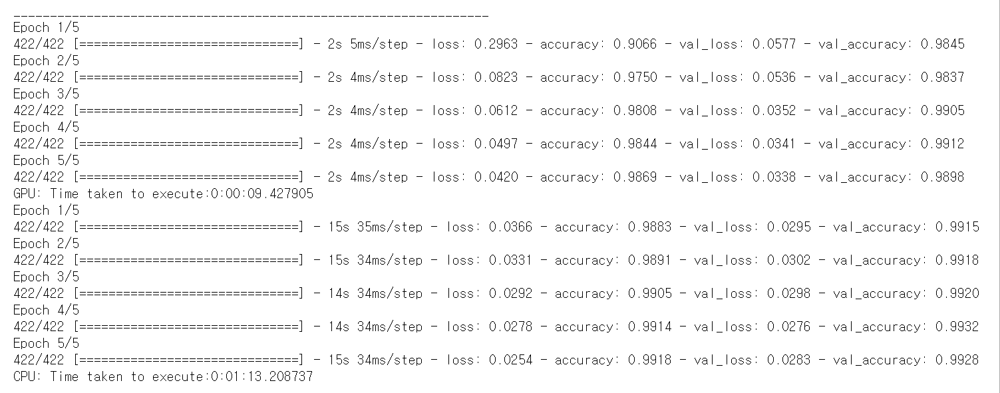 _________________________________________________________________
Epoch 1/5
422/422 [==============================] - 2s 5ms/step - loss: 0.2963 - accuracy: 0.9066 - val_loss: 0.0577 - val_accuracy: 0.9845
Epoch 2/5
422/422 [==============================] - 2s 4ms/step - loss: 0.0823 - accuracy: 0.9750 - val_loss: 0.0536 - val_accuracy: 0.9837
Epoch 3/5
422/422 [==============================] - 2s 4ms/step - loss: 0.0612 - accuracy: 0.9808 - val_loss: 0.0352 - val_accuracy: 0.9905
Epoch 4/5
422/422 [==============================] - 2s 4ms/step - loss: 0.0497 - accuracy: 0.9844 - val_loss: 0.0341 - val_accuracy: 0.9912
Epoch 5/5
422/422 [==============================] - 2s 4ms/step - loss: 0.0420 - accuracy: 0.9869 - val_loss: 0.0338 - val_accuracy: 0.9898
GPU: Time taken to execute:0:00:09.427905
Epoch 1/5
422/422 [==============================] - 15s 35ms/step - loss: 0.0366 - accuracy: 0.9883 - val_loss: 0.0295 - val_accuracy: 0.9915
Epoch 2/5
422/422 [==============================] - 15s 34ms/step - loss: 0.0331 - accuracy: 0.9891 - val_loss: 0.0302 - val_accuracy: 0.9918
Epoch 3/5
422/422 [==============================] - 14s 34ms/step - loss: 0.0292 - accuracy: 0.9905 - val_loss: 0.0298 - val_accuracy: 0.9920
Epoch 4/5
422/422 [==============================] - 14s 34ms/step - loss: 0.0278 - accuracy: 0.9914 - val_loss: 0.0276 - val_accuracy: 0.9932
Epoch 5/5
422/422 [==============================] - 15s 34ms/step - loss: 0.0254 - accuracy: 0.9918 - val_loss: 0.0283 - val_accuracy: 0.9928
CPU: Time taken to execute:0:01:13.208737